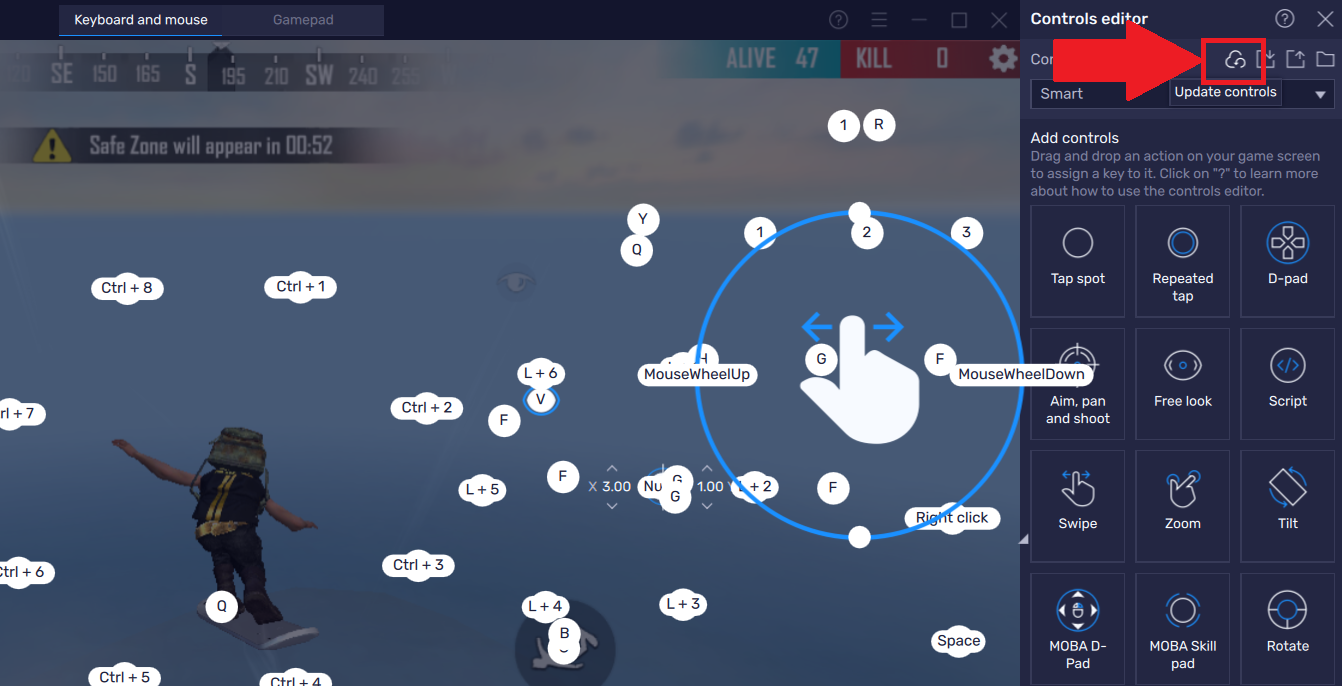 Keyboard and mouse
Gamepad
Controls editor
SE 150 165 S 195 210 SW 240 255
ALIVE 47 KILL 0
Smart
Update controls
Safe Zone will appear in 00:52
1 R
Add controls
Drag and drop an action on your game screen
to assign a key to it. Click on "?" to learn more
about how to use the controls editor.
Y
Q
1 2 3
Ctrl + 8
Ctrl + 1
Tap spot
Repeated
tap
D-pad
H
G
F
L + 6
MouseWheelUp
MouseWheelDown
V
Ctrl + 2
F
Aim, pan
and shoot
Free look
Script
F
X 3.00
G
G
1.00
L + 2
F
L + 5
Right click
Swipe
Zoom
Tilt
Ctrl + 3
Ctrl + 6
Q
L + 4
L + 3
B
Space
MOBA D-
Pad
MOBA Skill
pad
Rotate
Ctrl + 5
Ctrl + 4